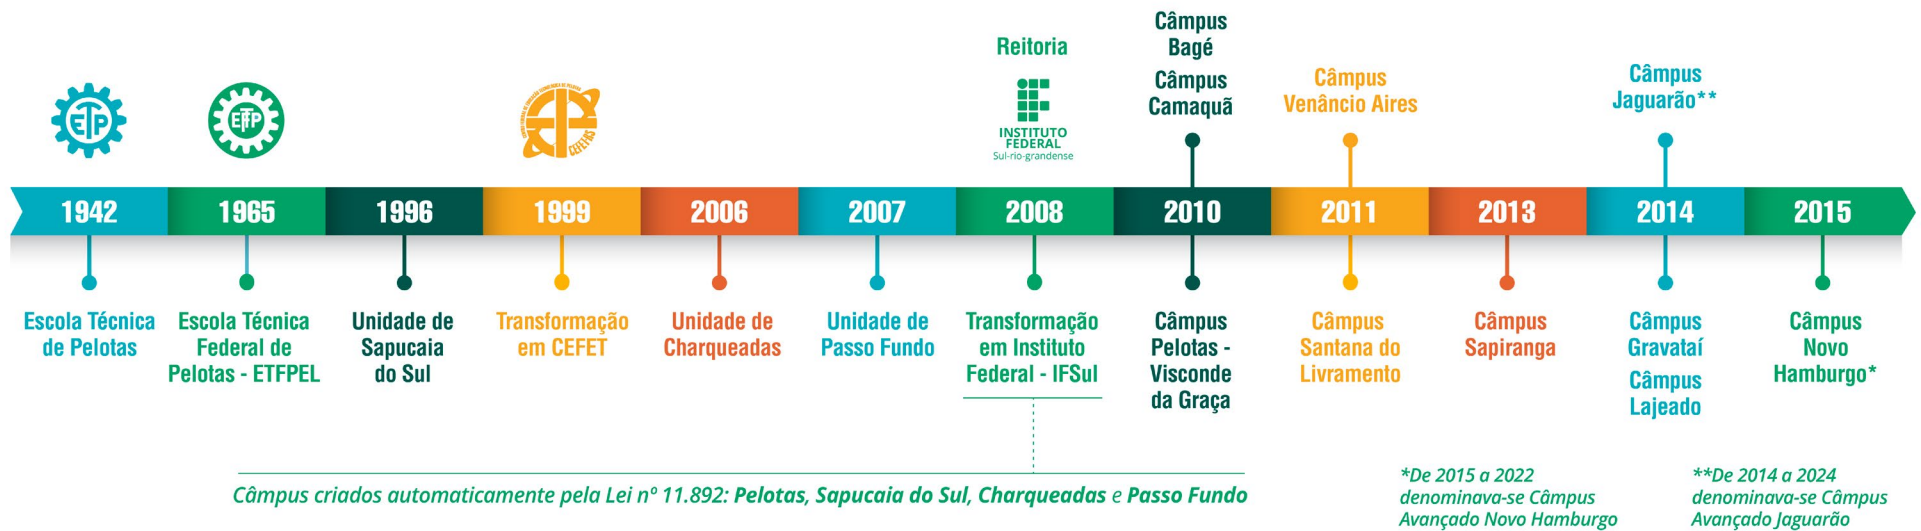 Reitoria
INSTITUTO
FEDERAL
Sul-rio-grandense
Câmpus
Bagé
Câmpus
Camaquã
Câmpus
Venâncio Aires
Câmpus
Jaguarão**
ETP
ETFP
CEFET-RS
1942
1965
1996
1999
2006
2007
2008
2010
2011
2013
2014
2015
Escola Técnica
de Pelotas
Escola Técnica
Federal de
Pelotas - ETFPEL
Unidade de
Sapucaia
do Sul
Transformação
em CEFET
Unidade de
Charqueadas
Unidade de
Passo Fundo
Transformação
em Instituto
Federal - IFSul
Câmpus
Pelotas -
Visconde
da Graça
Câmpus
Santana do
Livramento
Câmpus
Sapiranga
Câmpus
Gravataí
Câmpus
Lajeado
Câmpus
Novo
Hamburgo*
Câmpus criados automaticamente pela Lei nº 11.892: Pelotas, Sapucaia do Sul, Charqueadas e Passo Fundo
*De 2015 a 2022
denominava-se Câmpus
Avançado Novo Hamburgo
**De 2014 a 2024
denominava-se Câmpus
Avançado Jaguarão